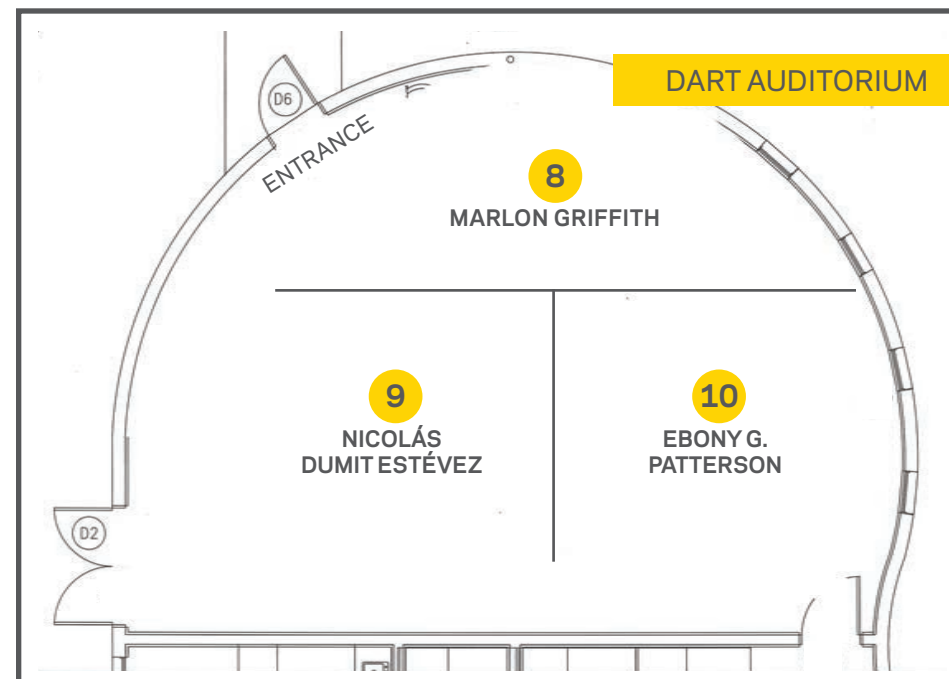 DART AUDITORIUM
D6
ENTRANCE
8
MARLON GRIFFITH
9
NICOLÁS
DUMIT ESTÉVEZ
10
EBONY G.
PATTERSON
D2